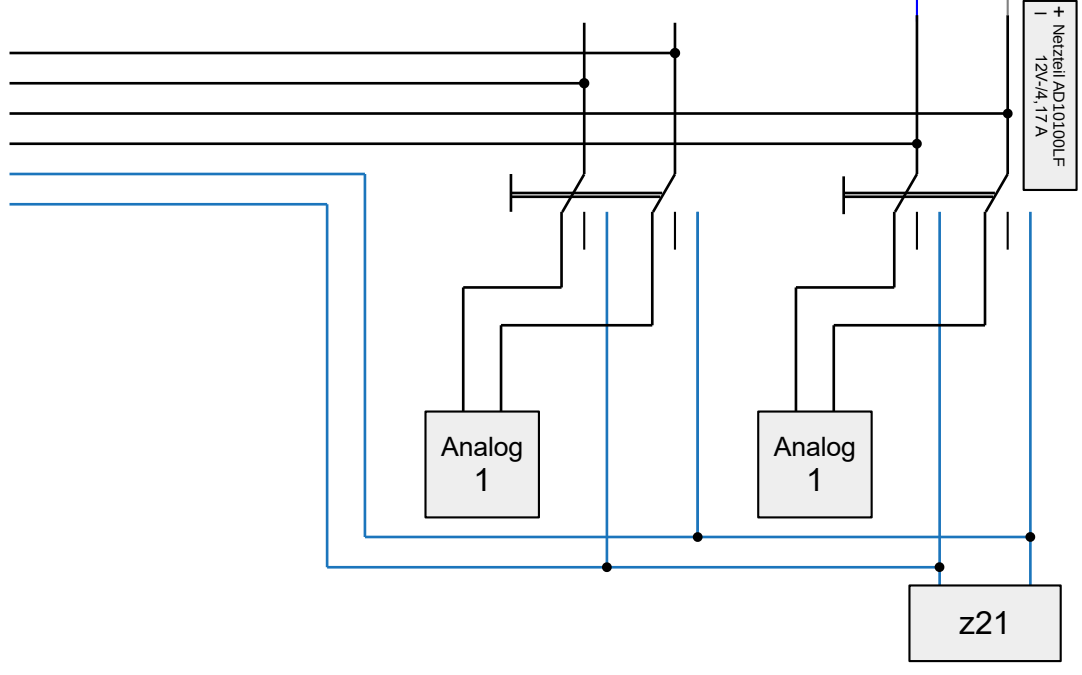 + Netzteil AD10100LF
– 12V-/4,17 A
Analog
1
Analog
1
z21